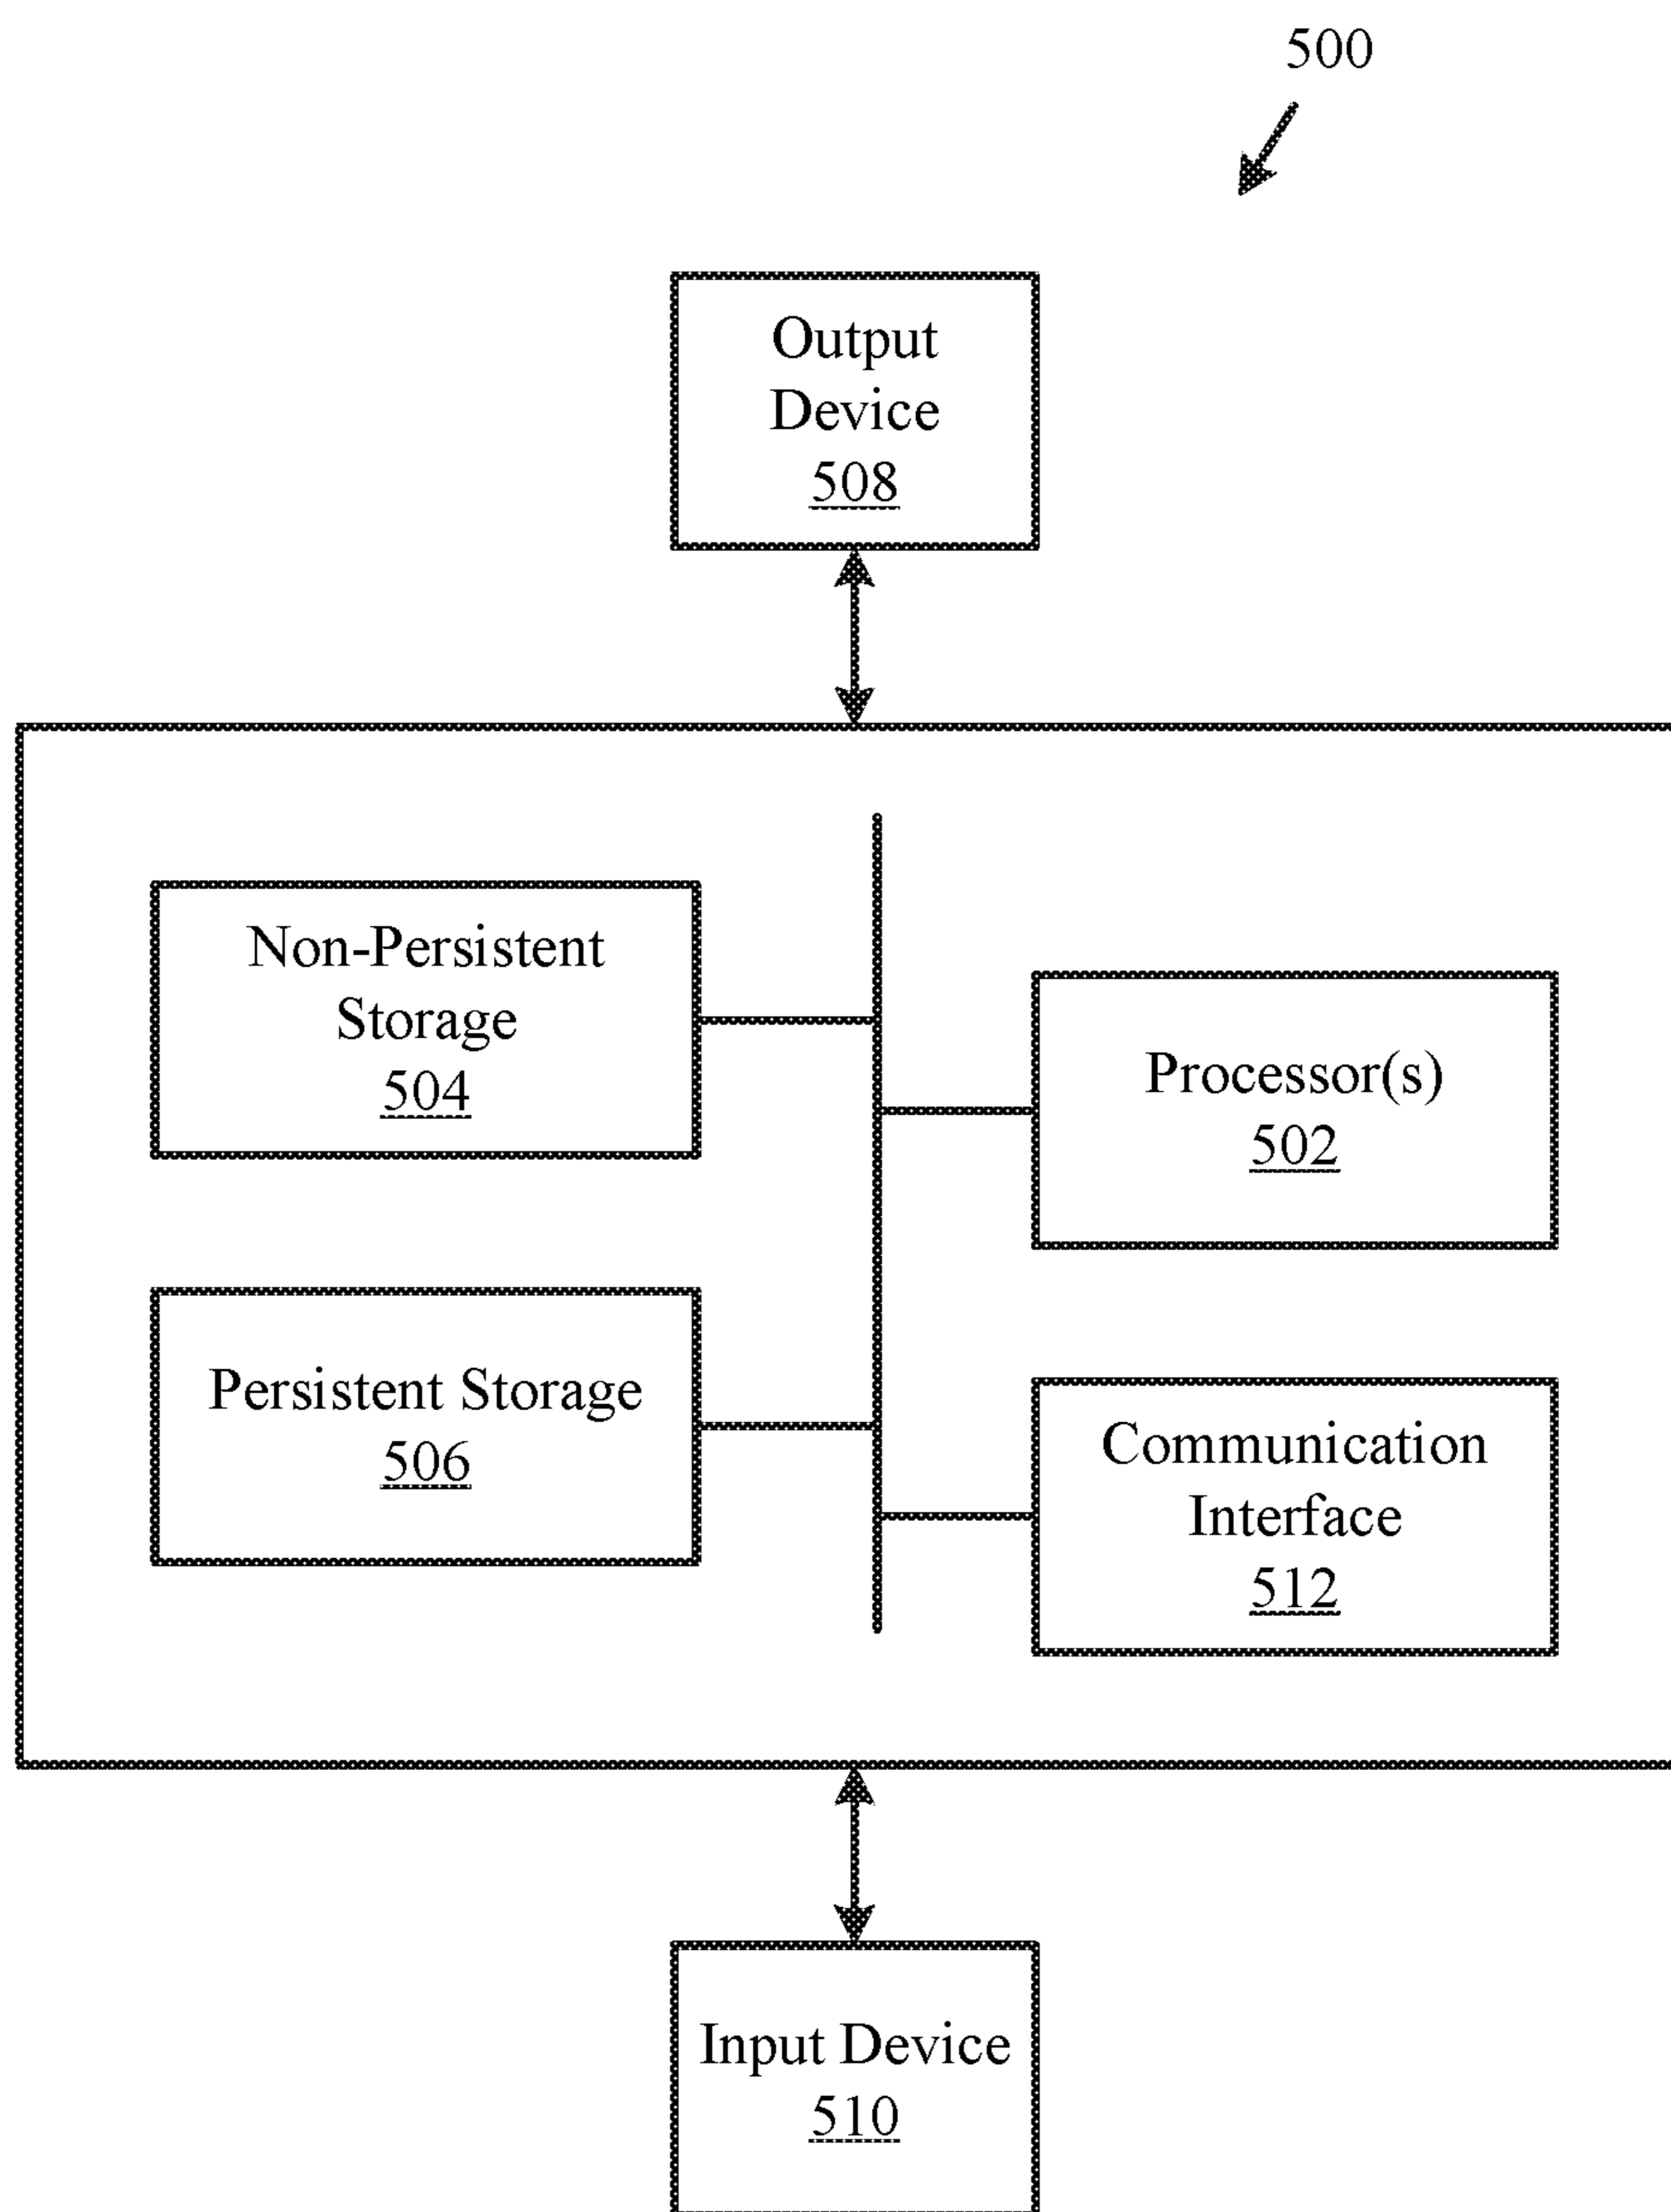 500
Output
Device
508
Non-Persistent
Storage
504
Processor(s)
502
Persistent Storage
506
Communication
Interface
512
Input Device
510